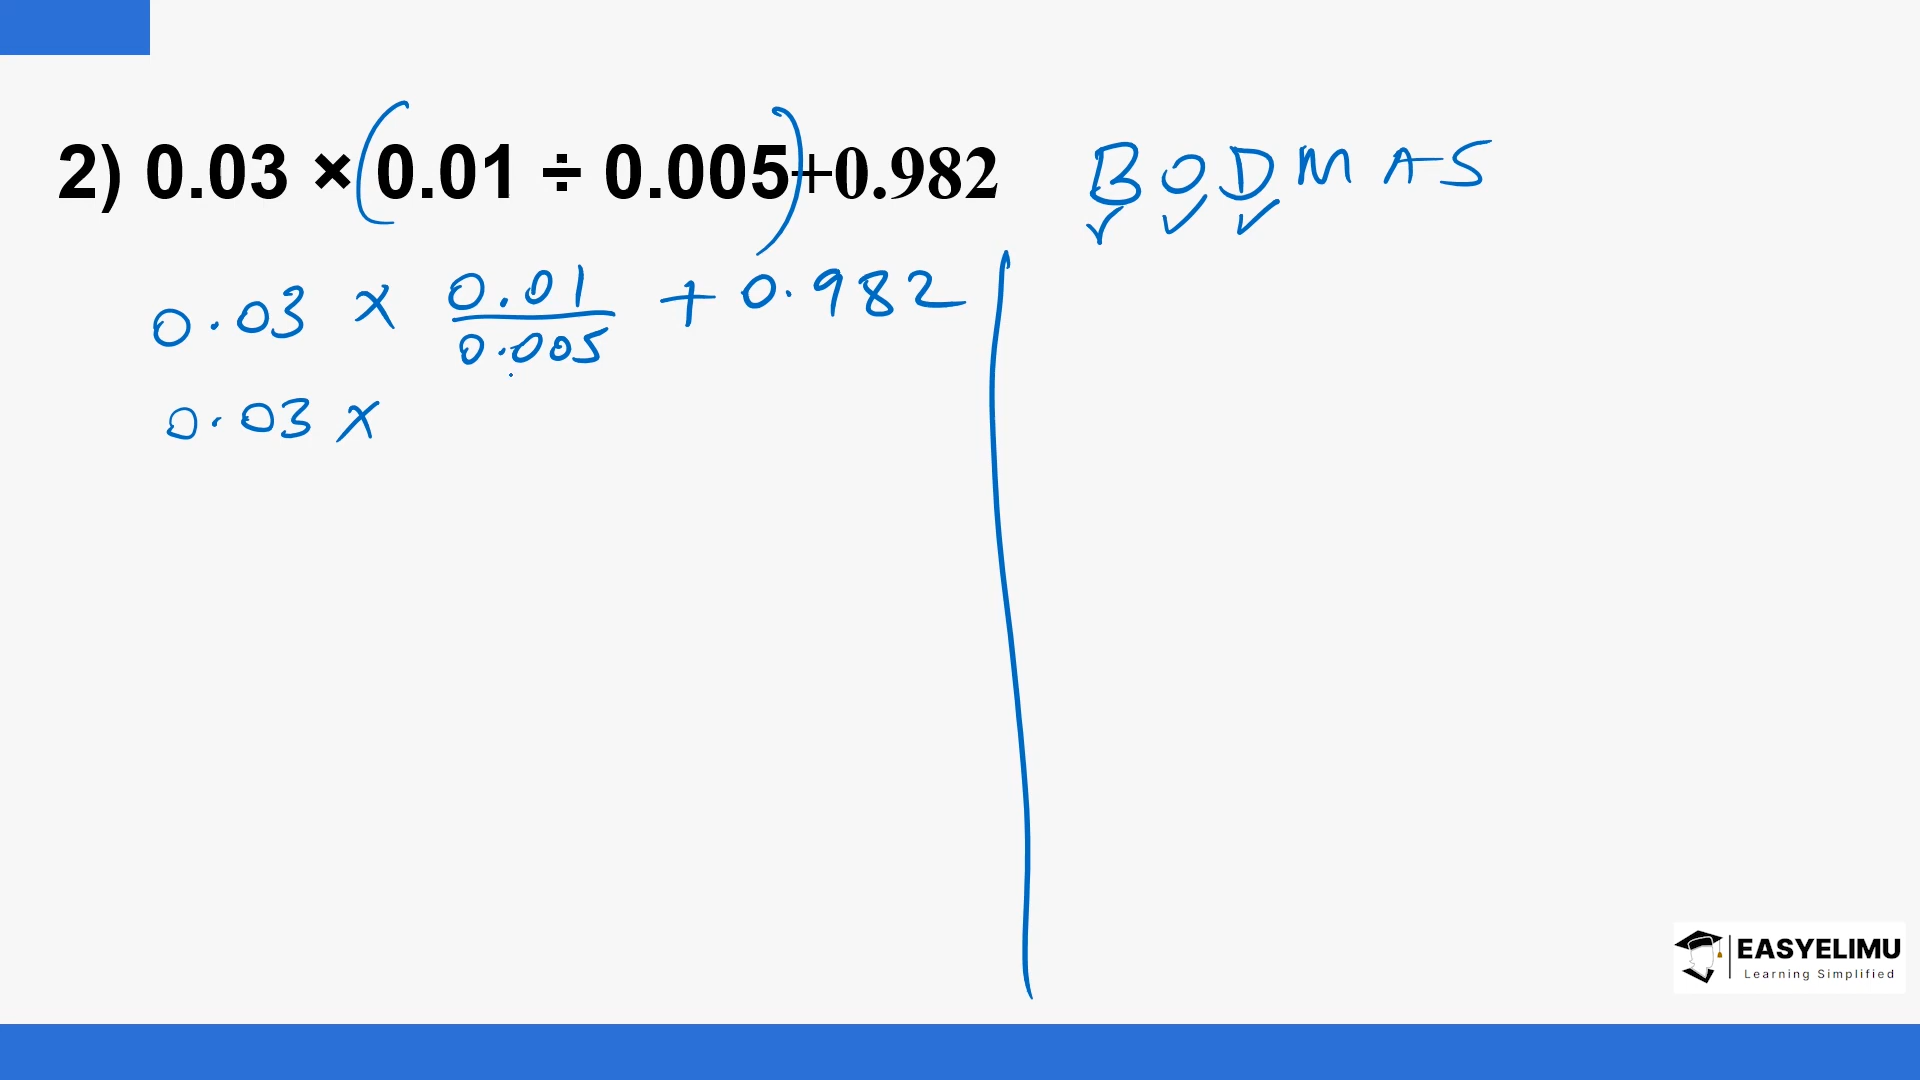 2) 0.03 × (0.01 ÷ 0.005)+0.982
BODMAS
✓ ✓ ✓
0.03 × 0.01/0.005 + 0.982
0.03 ×
EASYELIMU
Learning Simplified